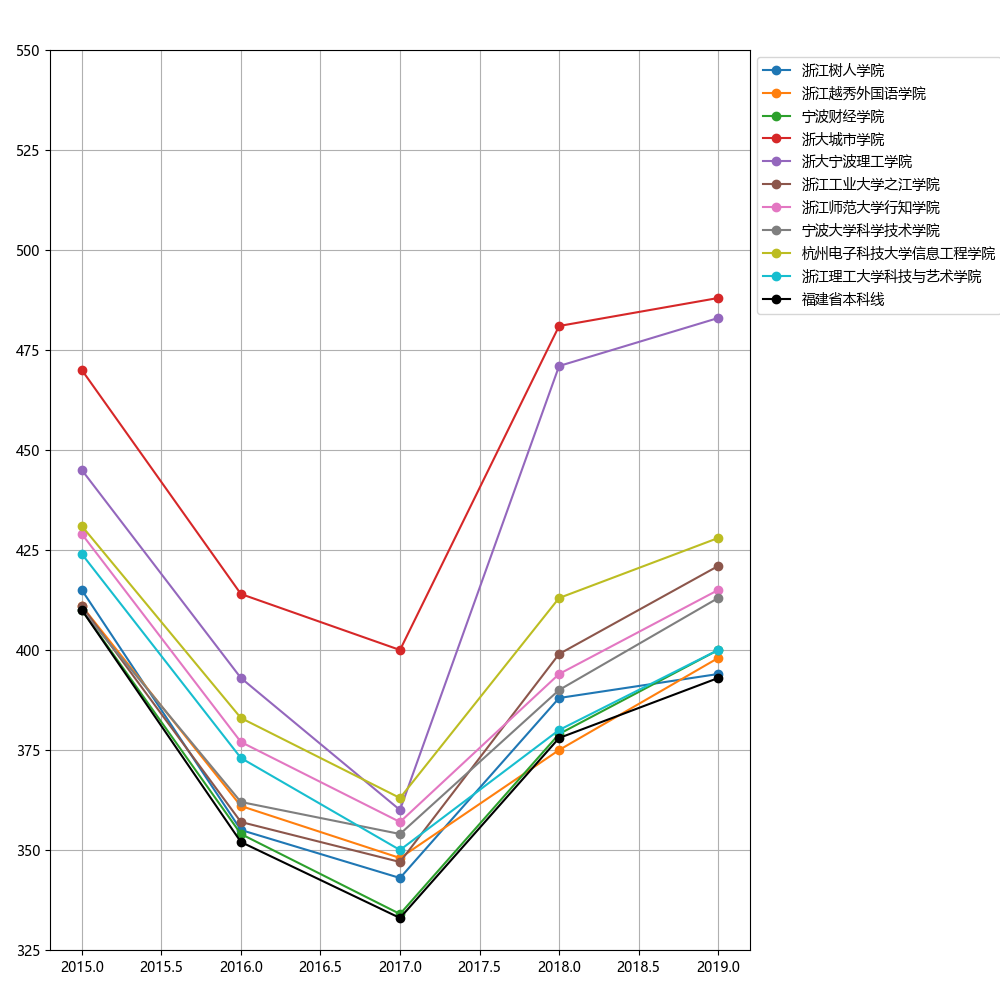 550
525
500
475
450
425
400
375
350
325
2015.0 2015.5 2016.0 2016.5 2017.0 2017.5 2018.0 2018.5 2019.0
浙江树人学院
浙江越秀外国语学院
宁波财经学院
浙大城市学院
浙大宁波理工学院
浙江工业大学之江学院
浙江师范大学行知学院
宁波大学科学技术学院
杭州电子科技大学信息工程学院
浙江理工大学科技与艺术学院
福建省本科线